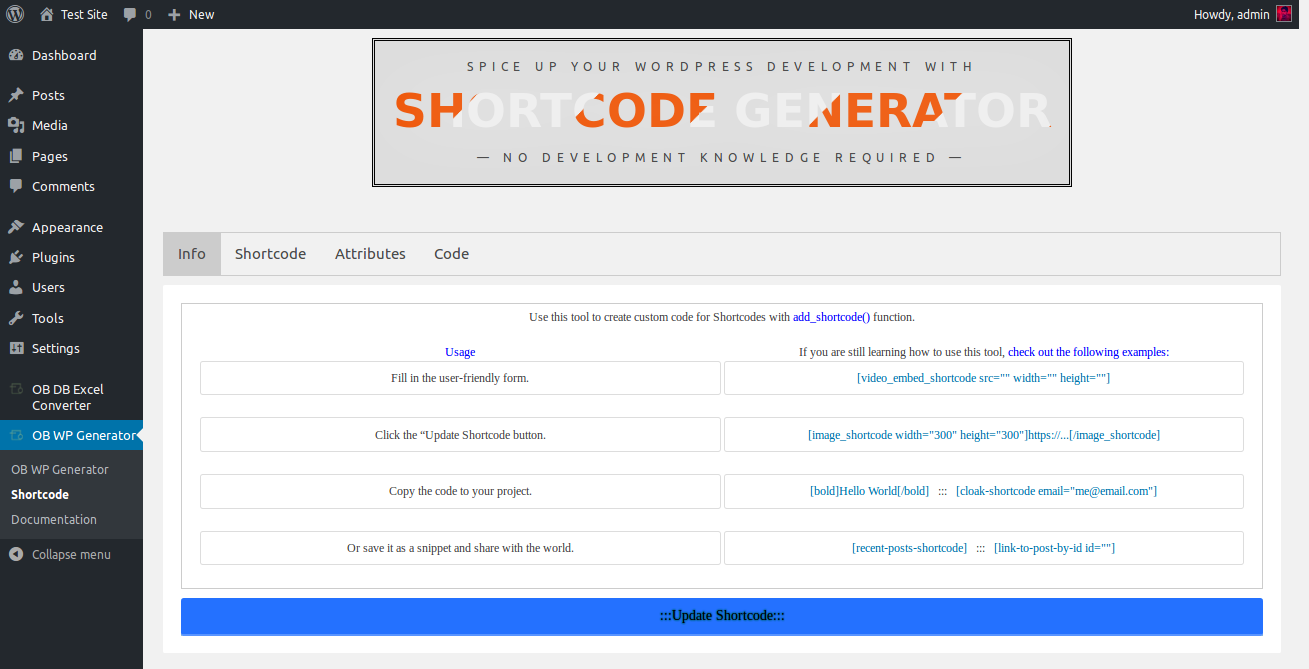 Test Site 0 New Howdy, admin
Dashboard
Posts
Media
Pages
Comments
Appearance
Plugins
Users
Tools
Settings
OB DB Excel
Converter
OB WP Generator
OB WP Generator
Shortcode
Documentation
Collapse menu
SPICE UP YOUR WORDPRESS DEVELOPMENT WITH
SHORTCODE GENERATOR
— NO DEVELOPMENT KNOWLEDGE REQUIRED —
Info Shortcode Attributes Code
Use this tool to create custom code for Shortcodes with add_shortcode() function.
Usage If you are still learning how to use this tool, check out the following examples:
Fill in the user-friendly form. [video_embed_shortcode src="" width="" height=""]
Click the “Update Shortcode button. [image_shortcode width="300" height="300"]https://...[/image_shortcode]
Copy the code to your project. [bold]Hello World[/bold] ::: [cloak-shortcode email="me@email.com"]
Or save it as a snippet and share with the world. [recent-posts-shortcode] ::: [link-to-post-by-id id=""]
:::Update Shortcode:::